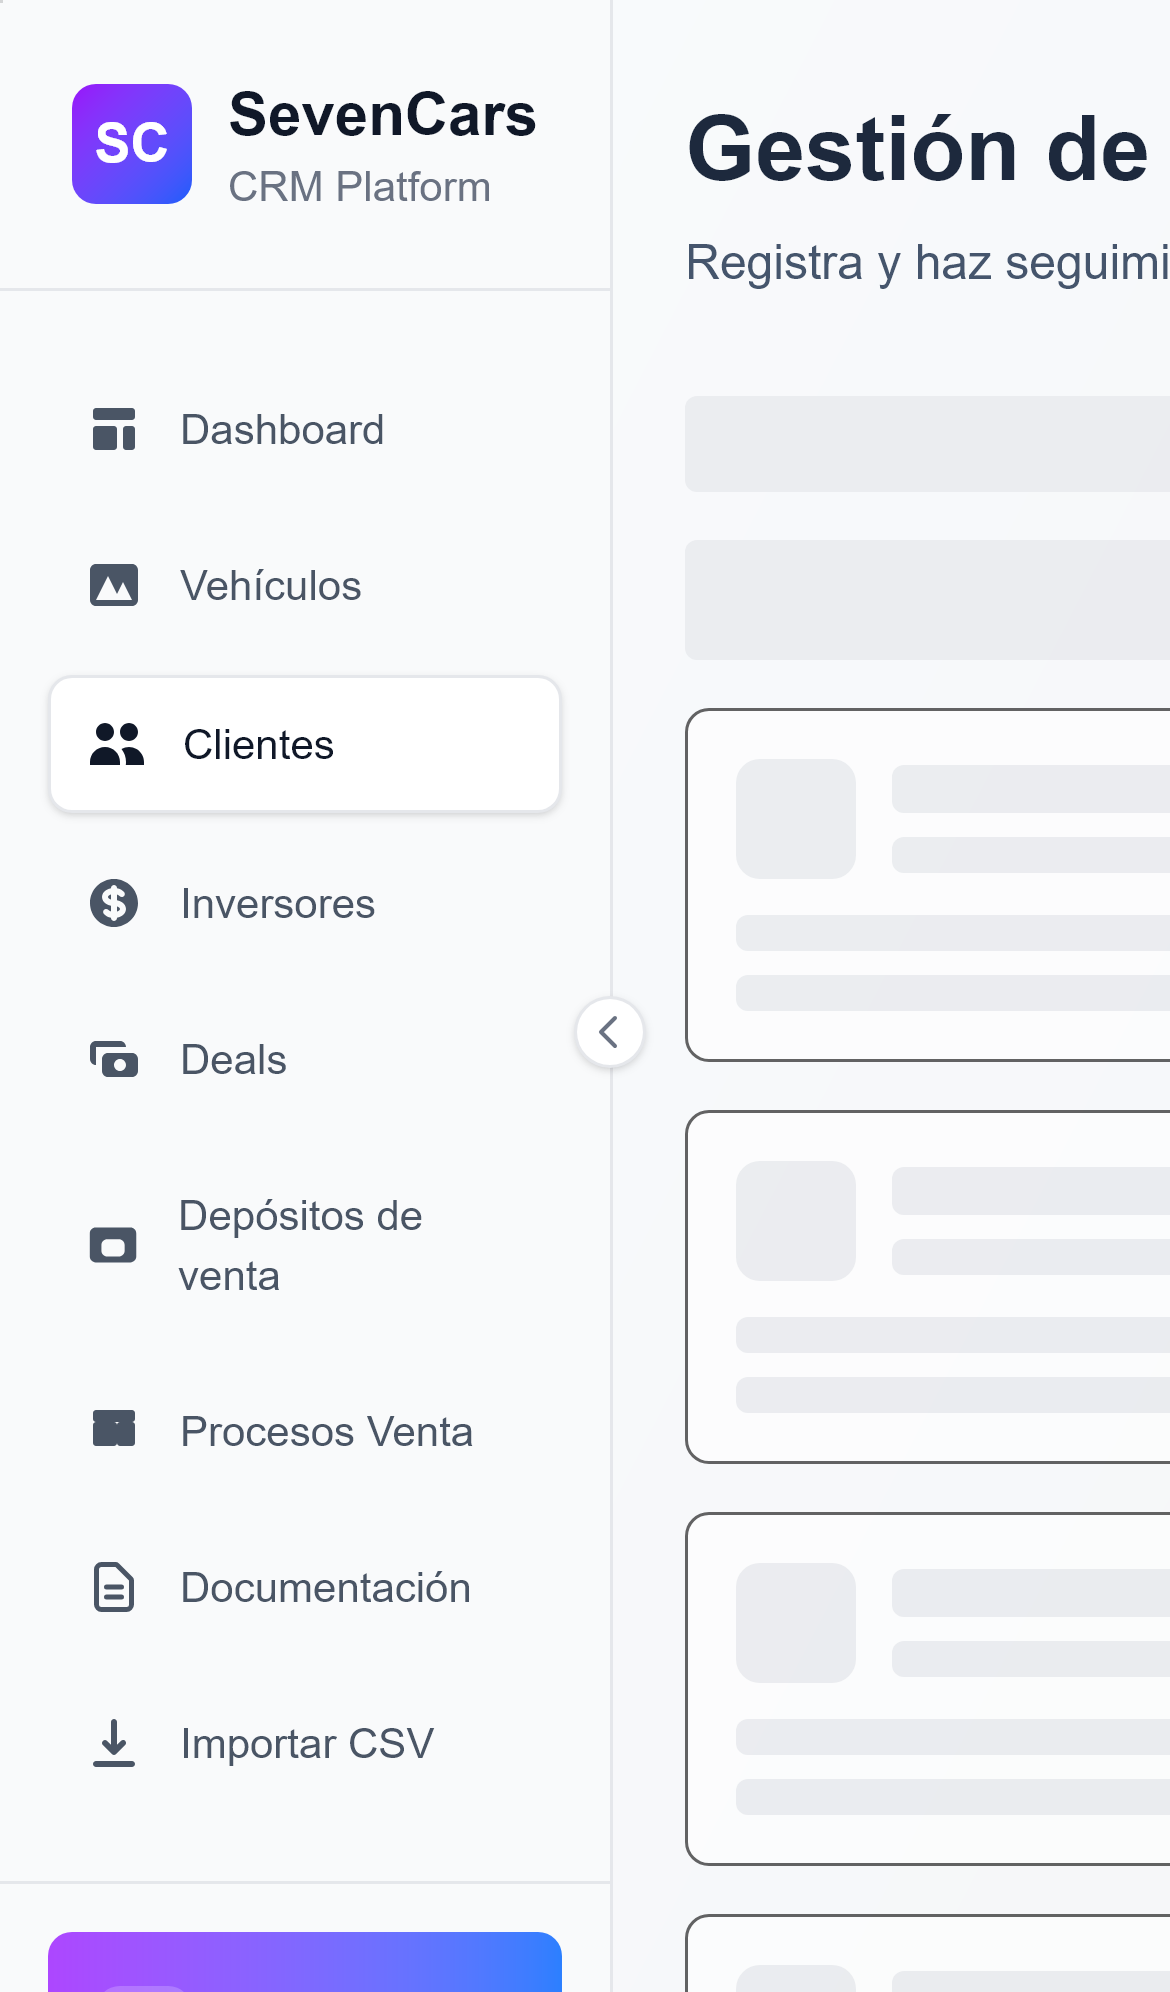 SC
SevenCars
CRM Platform
Dashboard
Vehículos
Clientes
Inversores
Deals
Depósitos de
venta
Procesos Venta
Documentación
Importar CSV
Gestión de
Registra y haz seguimi